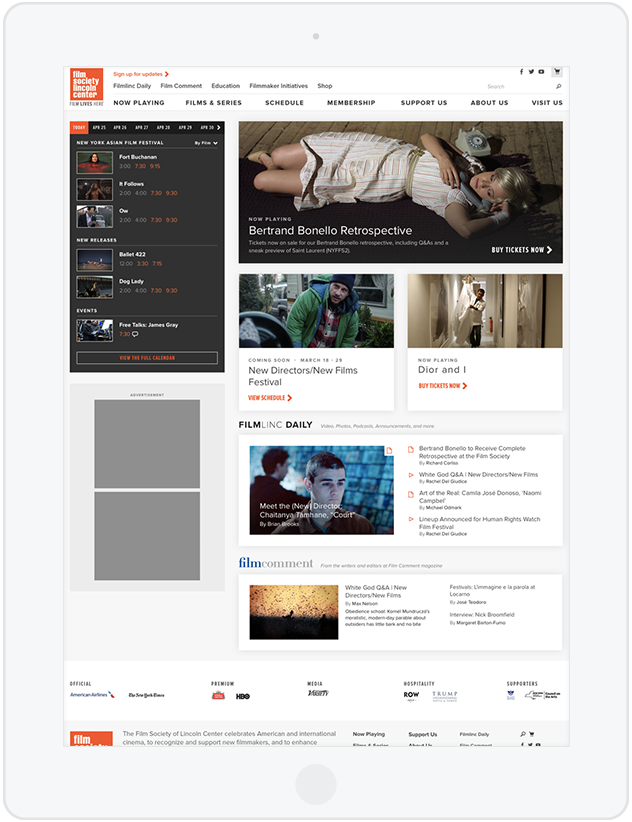 film
society
lincoln
center
FILM LIVES HERE
Sign up for updates
Filmlinc Daily Film Comment Education Filmmaker Initiatives Shop
Search
NOW PLAYING FILMS & SERIES SCHEDULE MEMBERSHIP SUPPORT US ABOUT US VISIT US
TODAY APR 25 APR 26 APR 27 APR 28 APR 29 APR 30
NEW YORK ASIAN FILM FESTIVAL By Film
Fort Buchanan
3:00 7:30 9:15
It Follows
2:00 4:00 7:30 9:30
Ow
2:00 4:00 7:30 9:30
NEW RELEASES
Ballet 422
12:00 3:30 7:15
Dog Lady
2:00 4:00 7:30 9:30
EVENTS
Free Talks: James Gray
7:30
VIEW THE FULL CALENDAR
ADVERTISEMENT
NOW PLAYING
Bertrand Bonello Retrospective
Tickets now on sale for our Bertrand Bonello retrospective, including Q&As and a
sneak preview of Saint Laurent (NYFF52).
BUY TICKETS NOW
COMING SOON • MARCH 18 - 29
New Directors/New Films
Festival
VIEW SCHEDULE
NOW PLAYING
Dior and I
BUY TICKETS NOW
FILMLINC DAILY Video, Photos, Podcasts, Announcements, and more.
Meet the (New) Director:
Chaitanya Tamhane, "Court"
By Brian Brooks
Bertrand Bonello to Receive Complete
Retrospective at the Film Society
By Richard Corliss
White God Q&A | New Directors/New Films
By Rachel Del Giudice
Art of the Real: Camila José Donoso, 'Naomi
Campbel'
By Michael Odmark
Lineup Announced for Human Rights Watch
Film Festival
By Rachel Del Giudice
filmcomment From the writers and editors at Film Comment magazine
White God Q&A | New
Directors/New Films
By Max Nelson
Obedience school: Kornél Mundruczó's
moralistic, modern-day parable about
outsiders has little bark and no bite
Festivals: L'immagine e la parola at
Locarno
By José Teodoro
Interview: Nick Broomfield
By Margaret Barton-Fumo
OFFICIAL PREMIUM MEDIA HOSPITALITY SUPPORTERS
American Airlines
The New York Times
HBO
VARIETY
ROW
TRUMP
Council on
the Arts
film
The Film Society of Lincoln Center celebrates American and international
cinema, to recognize and support new filmmakers, and to enhance
Now Playing Support Us Filmlinc Daily
Films & Series About Us Film Comment